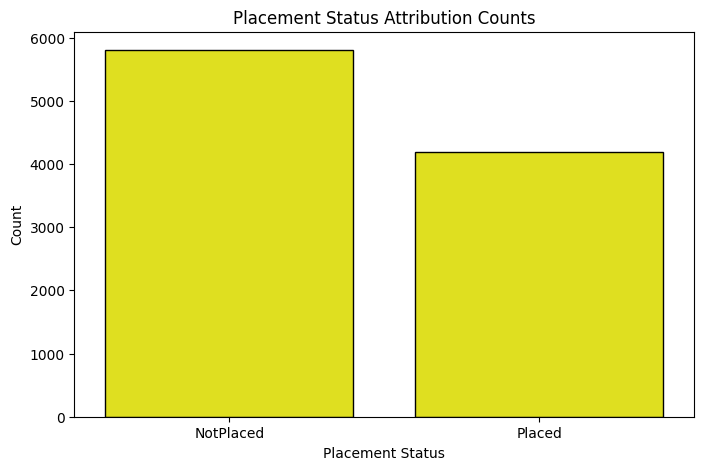 Placement Status Attribution Counts
6000
5000
4000
3000
2000
1000
0
Count
NotPlaced
Placed
Placement Status